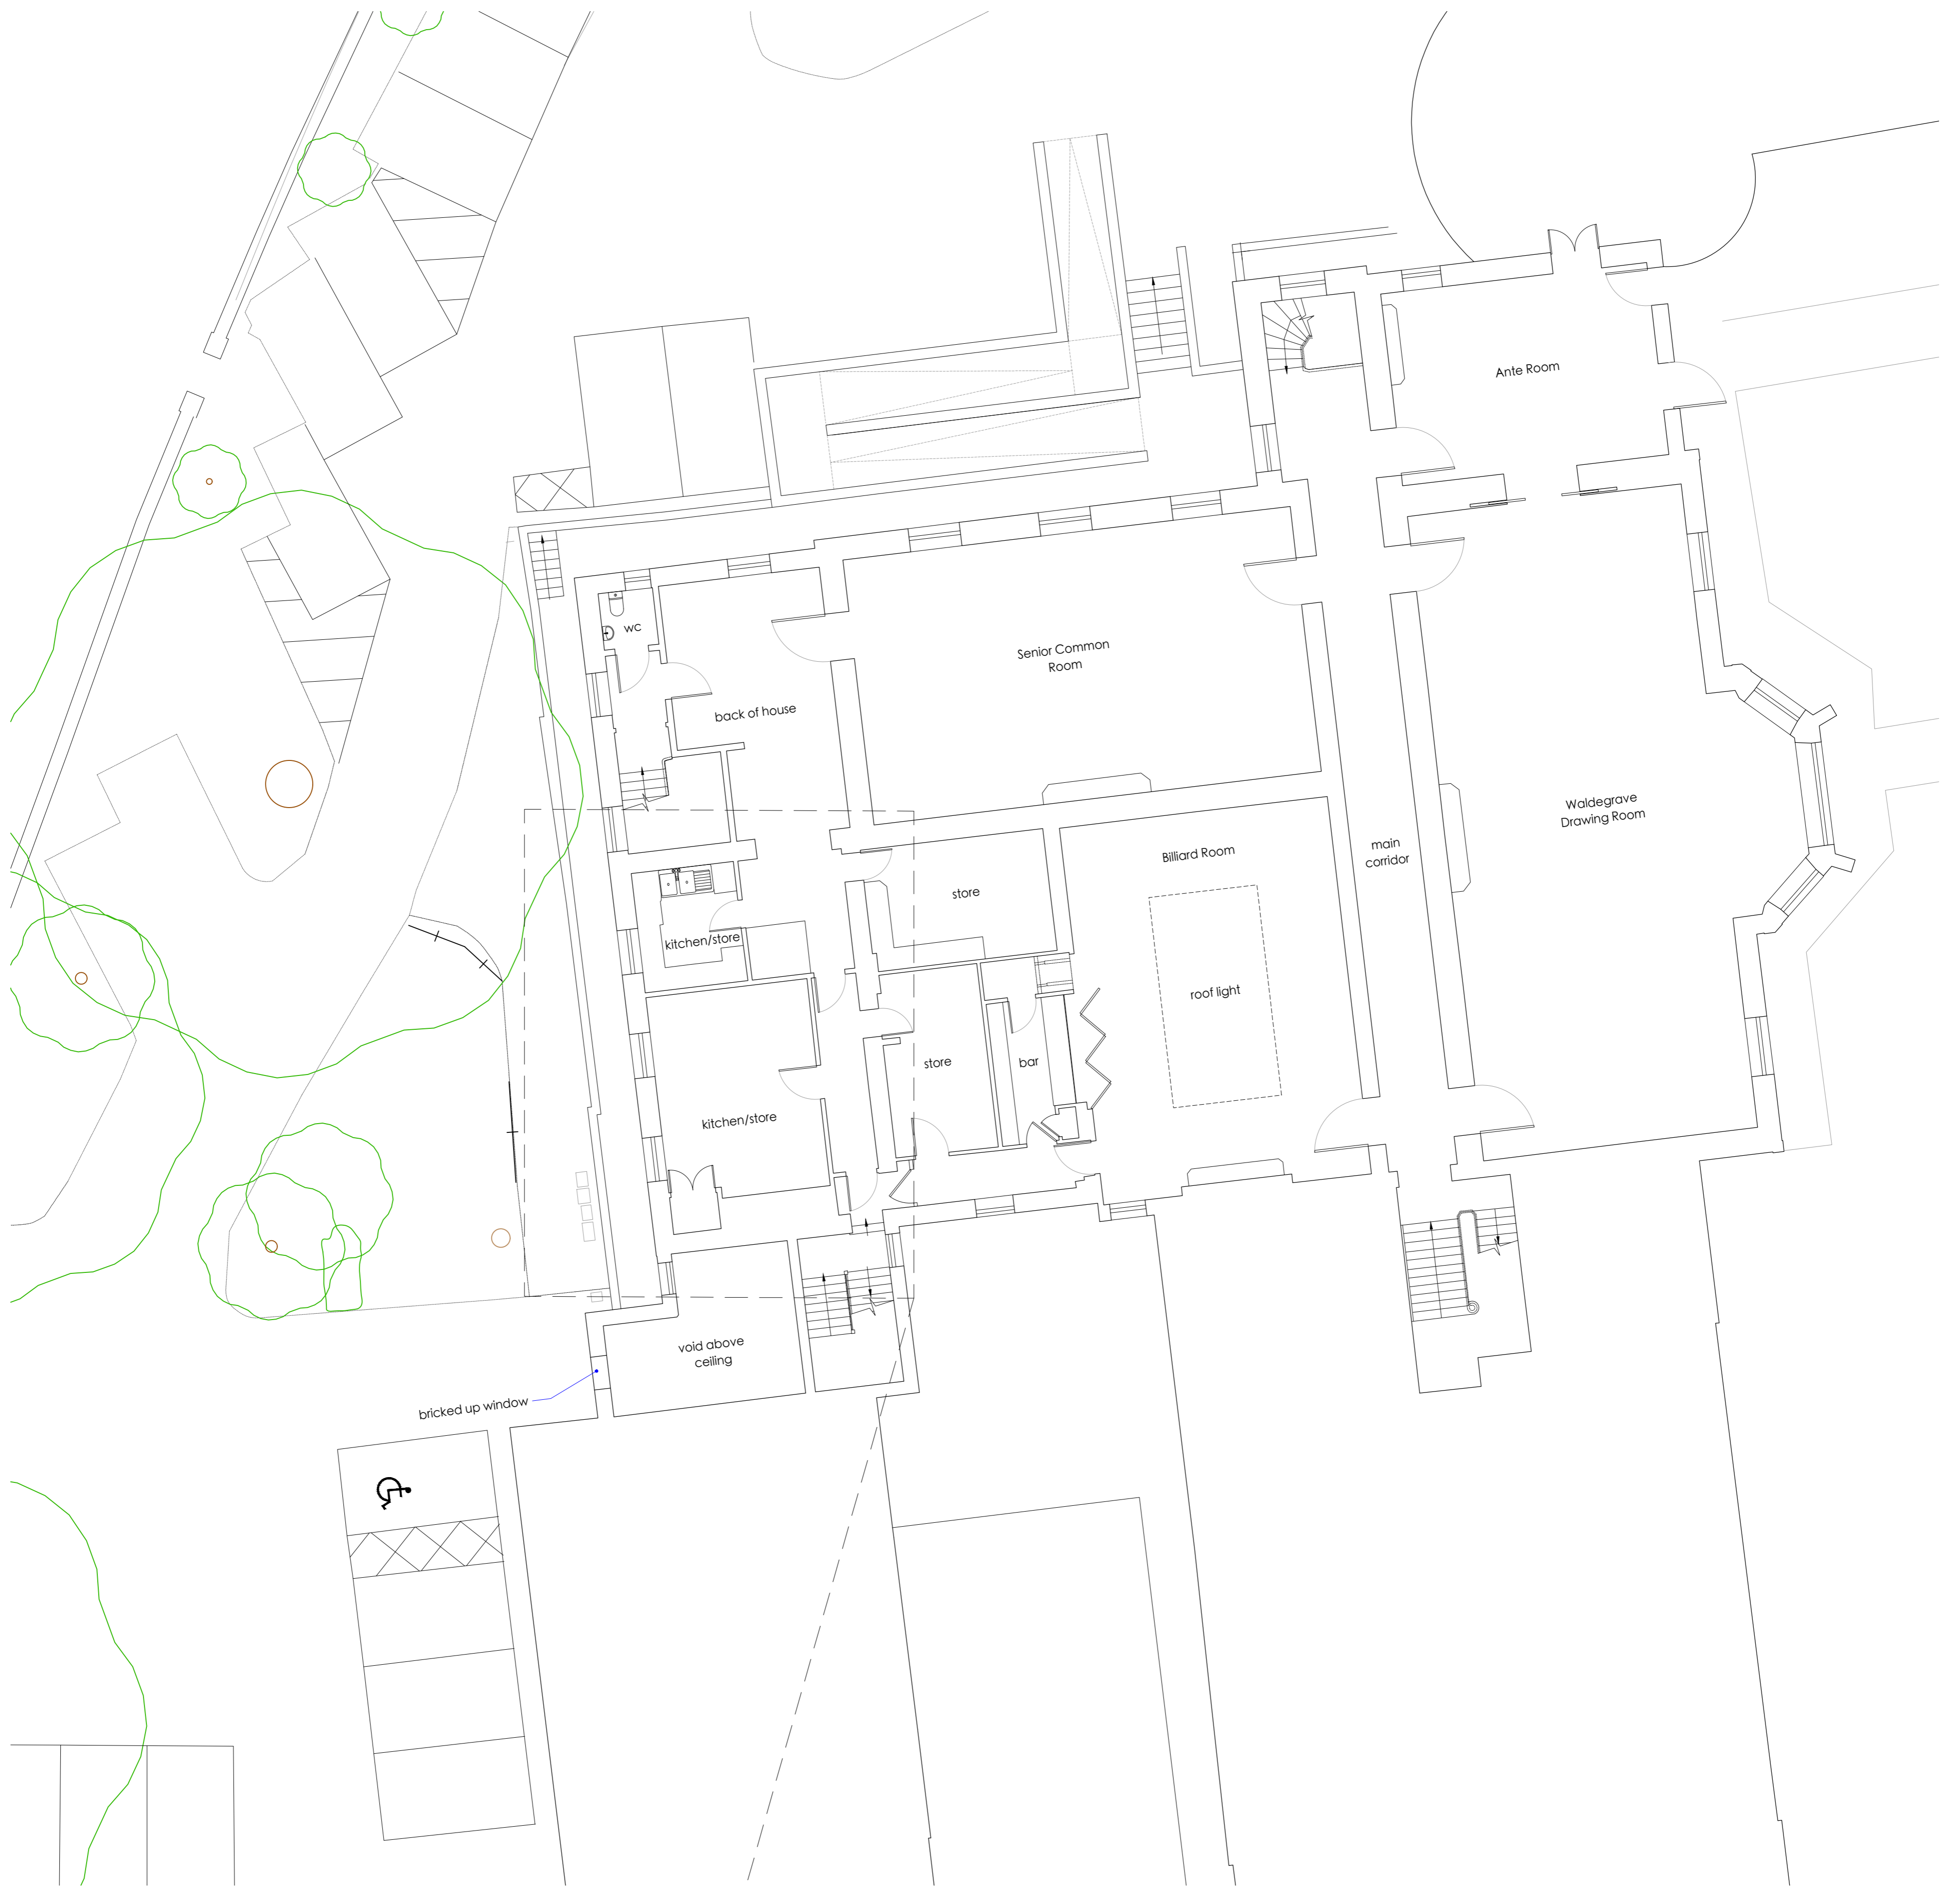 Ante Room
wc
Senior Common
Room
back of house
Waldegrave
Drawing Room
main
corridor
Billiard Room
store
kitchen/store
roof light
store
bar
kitchen/store
void above
ceiling
bricked up window